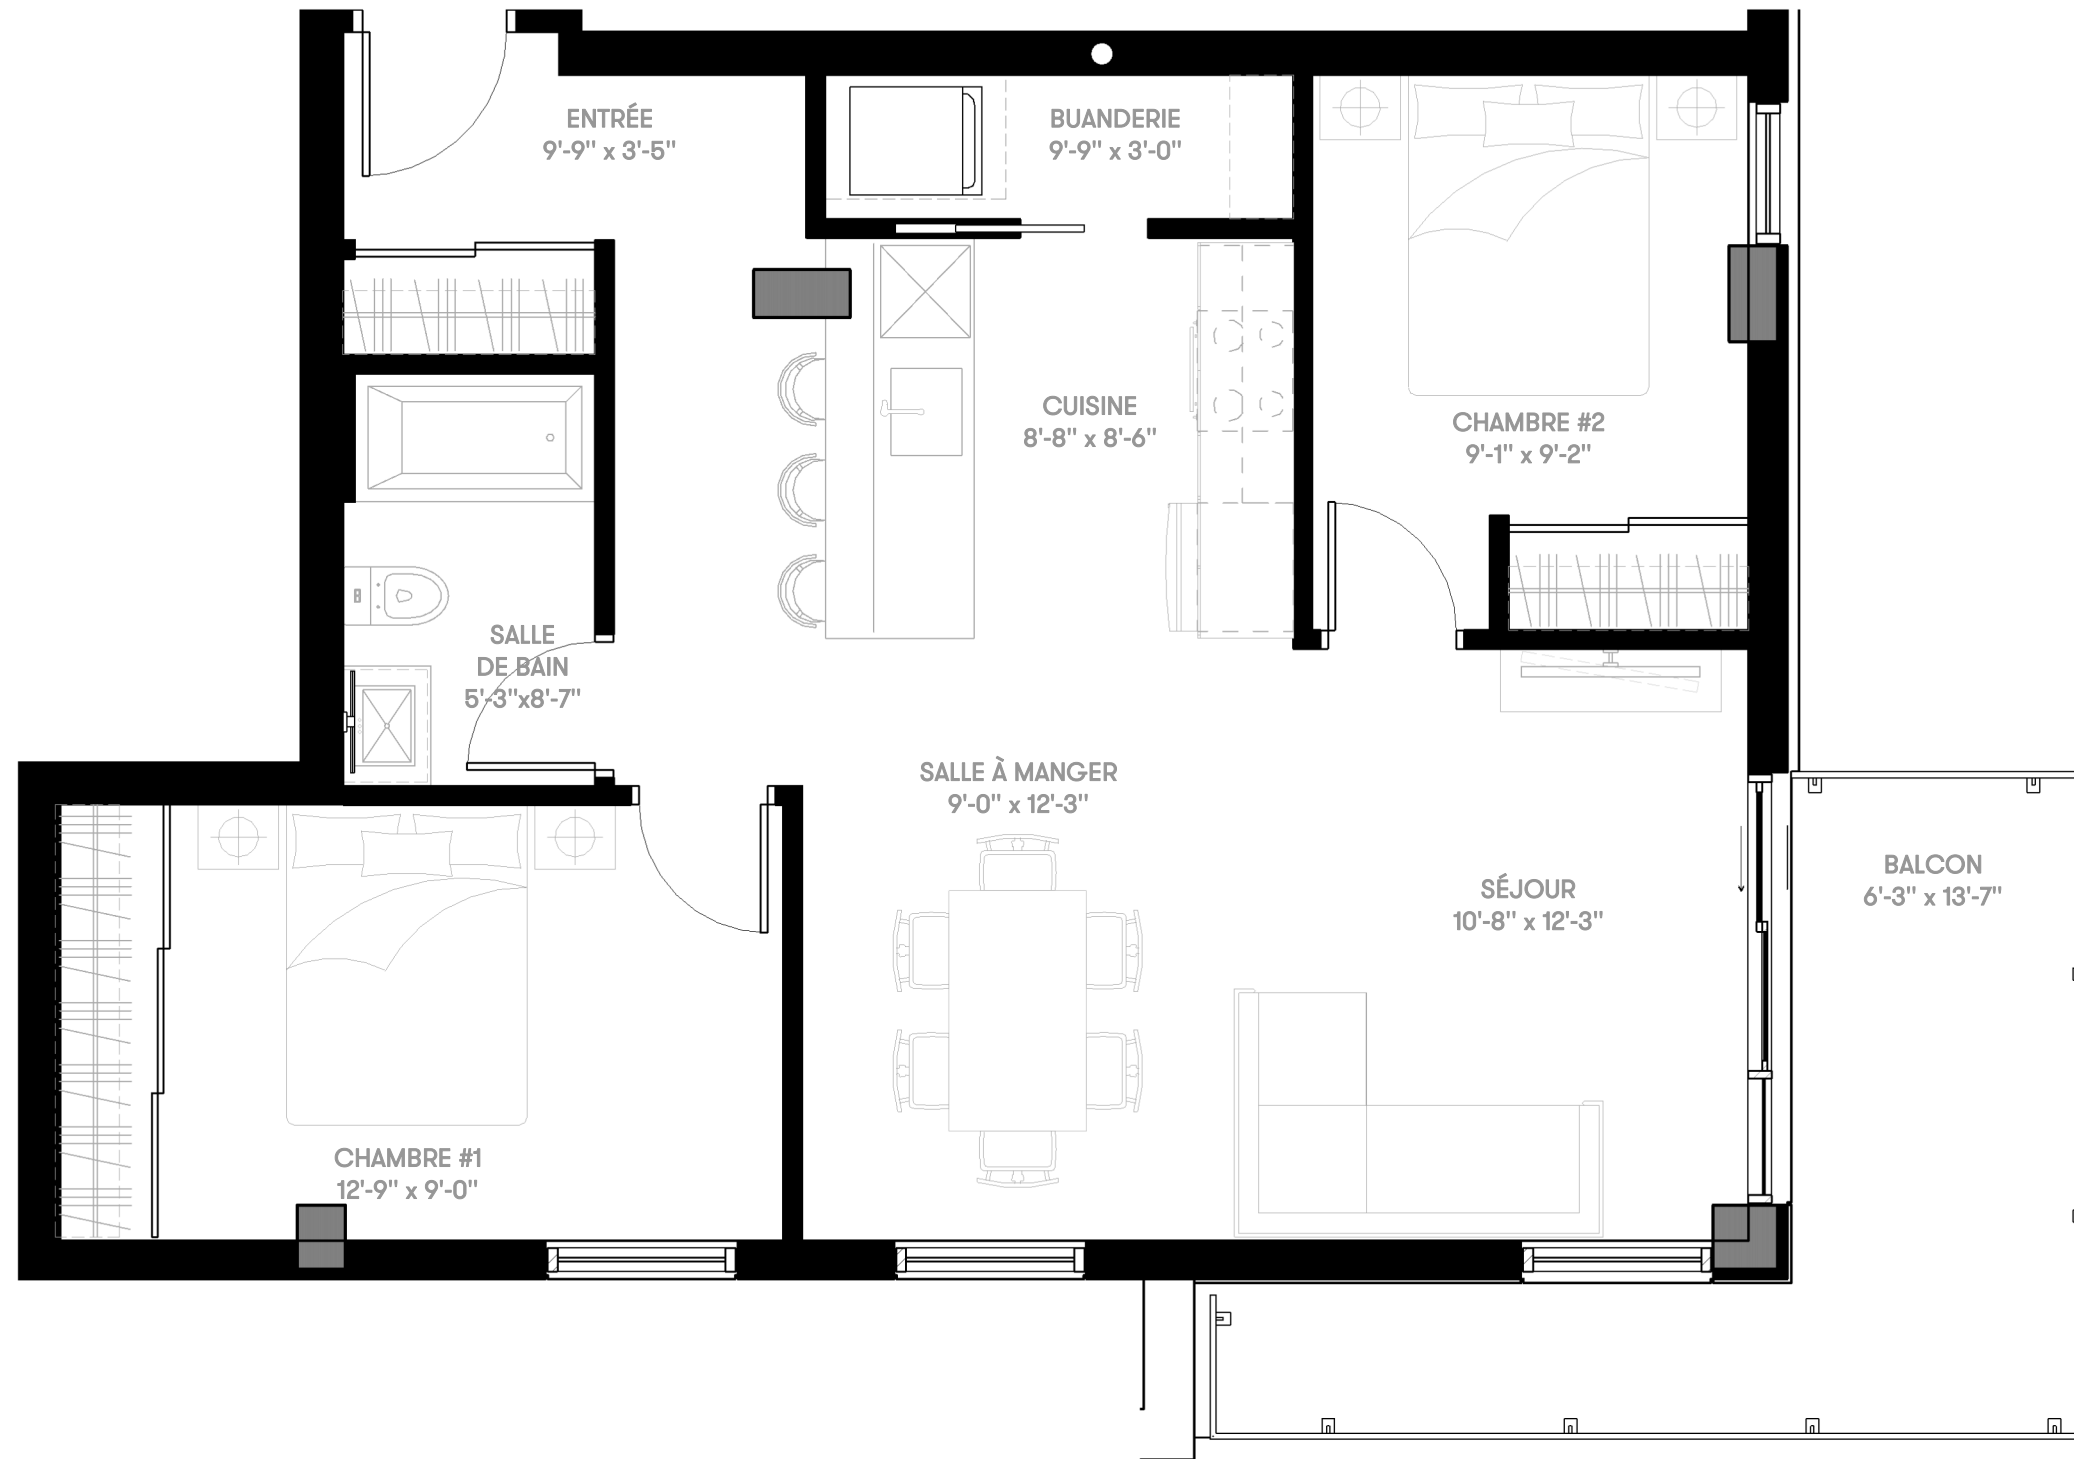 ENTRÉE
9'-9" x 3'-5"
BUANDERIE
9'-9" x 3'-0"
CUISINE
8'-8" x 8'-6"
CHAMBRE #2
9'-1" x 9'-2"
SALLE
DE BAIN
5'-3"x8'-7"
SALLE À MANGER
9'-0" x 12'-3"
SÉJOUR
10'-8" x 12'-3"
BALCON
6'-3" x 13'-7"
CHAMBRE #1
12'-9" x 9'-0"